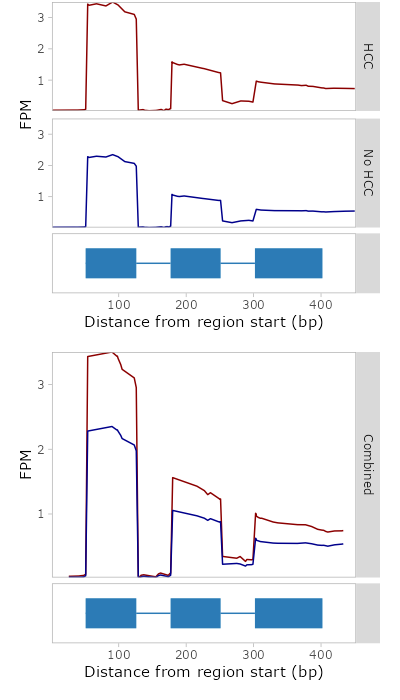 3
2
1
HCC
FPM
3
2
1
No HCC
100 200 300 400
Distance from region start (bp)
3
2
1
FPM
Combined
100 200 300 400
Distance from region start (bp)